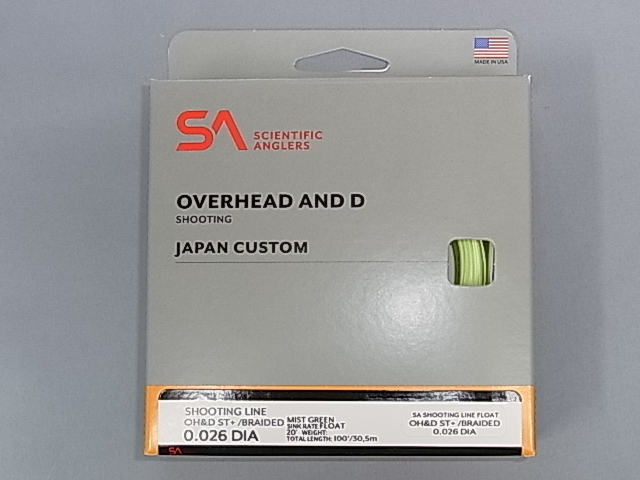 MADE IN USA
SA SCIENTIFIC
ANGLERS
OVERHEAD AND D
SHOOTING
JAPAN CUSTOM
SHOOTING LINE
OH&D ST+ /BRAIDED
0.026 DIA
MIST GREEN
SINK RATE FLOAT
20' WEIGHT:
TOTAL LENGTH: 100'/30,5m
SA SHOOTING LINE FLOAT
OH&D ST+ /BRAIDED
0.026 DIA
SA